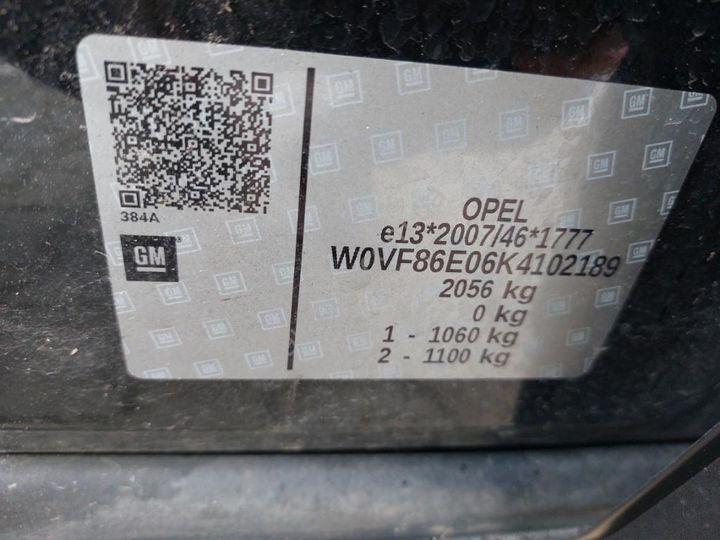 384A
GM
OPEL
e13*2007/46*1777
W0VF86E06K4102189
2056 kg
0 kg
1 - 1060 kg
2 - 1100 kg